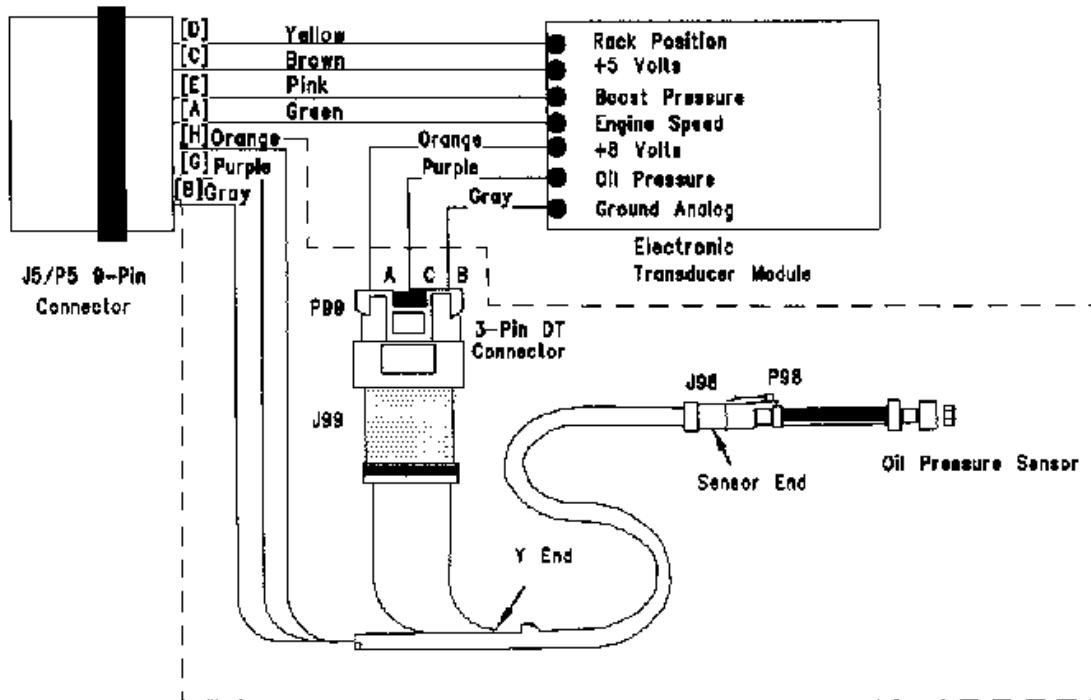 [D] Yellow
[C] Brown
[E] Pink
[A] Green
[H] Orange
[G] Purple
[B] Gray
Rack Position
+5 Volts
Boost Pressure
Engine Speed
+8 Volts
Oil Pressure
Ground Analog
Orange
Purple
Gray
Electronic
Transducer Module
J5/P5 9-Pin
Connector
A C B
P99
3-Pin DT
Connector
J99
J98 P98
Sensor End
Oil Pressure Sensor
Y End